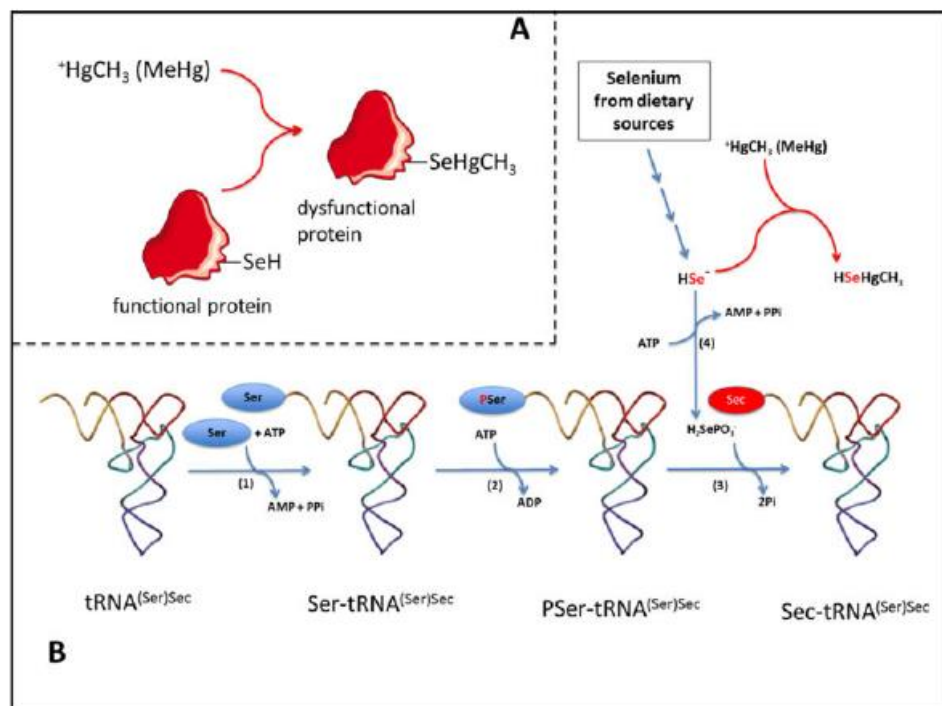 A
⁺HgCH₃ (MeHg)
SeHgCH₃
dysfunctional
protein
SeH
functional protein
Selenium
from dietary
sources
⁺HgCH₃ (MeHg)
HSe⁻
HSeHgCH₃
AMP + PPi
ATP
(4)
Ser
Ser + ATP
(1)
AMP + PPi
PSer
ATP
(2)
ADP
Sec
H₂SePO₃⁻
(3)
2Pi
tRNA⁽Ser⁾Sec
Ser-tRNA⁽Ser⁾Sec
PSer-tRNA⁽Ser⁾Sec
Sec-tRNA⁽Ser⁾Sec
B